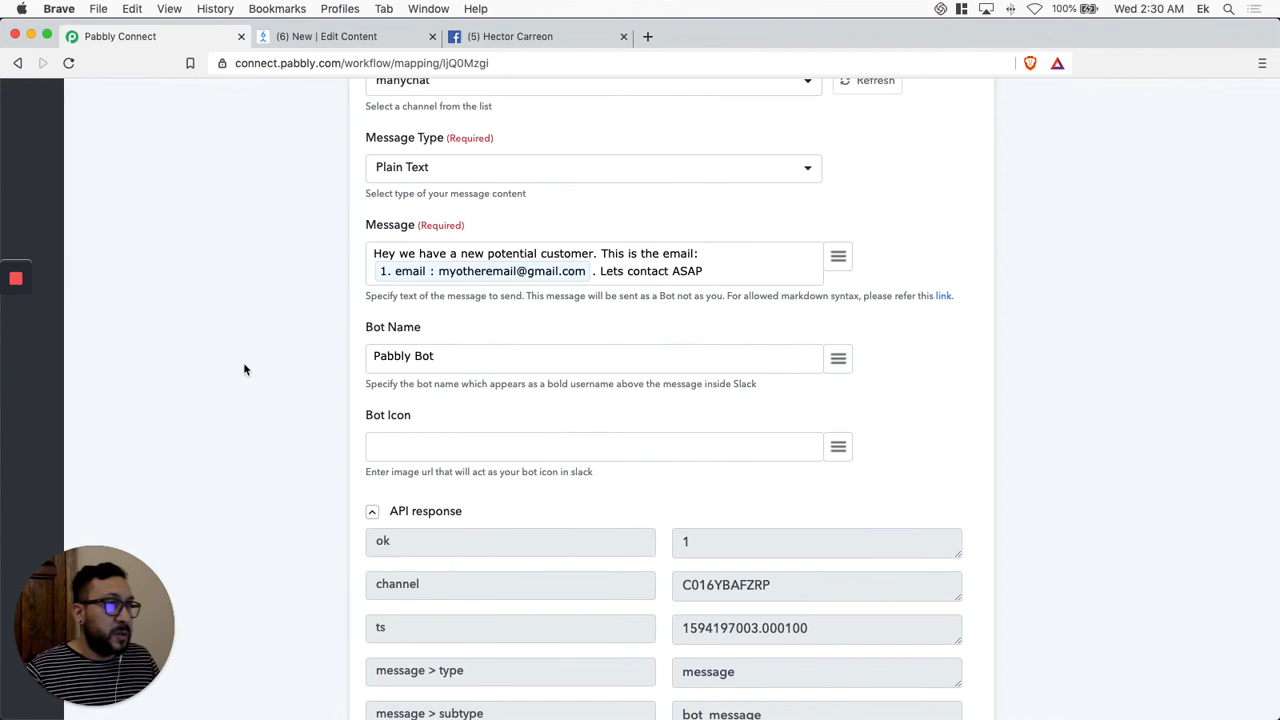 Brave File Edit View History Bookmarks Profiles Tab Window Help 100% Wed 2:30 AM Ek
Pabbly Connect (6) New | Edit Content (5) Hector Carreon
connect.pabbly.com/workflow/mapping/IjQ0Mzgi
manychat Refresh
Select a channel from the list
Message Type (Required)
Plain Text
Select type of your message content
Message (Required)
Hey we have a new potential customer. This is the email:
1. email : myotheremail@gmail.com . Lets contact ASAP
Specify text of the message to send. This message will be sent as a Bot not as you. For allowed markdown syntax, please refer this link.
Bot Name
Pabbly Bot
Specify the bot name which appears as a bold username above the message inside Slack
Bot Icon
Enter image url that will act as your bot icon in slack
API response
ok 1
channel C016YBAFZRP
ts 1594197003.000100
message > type message
message > subtype bot_message